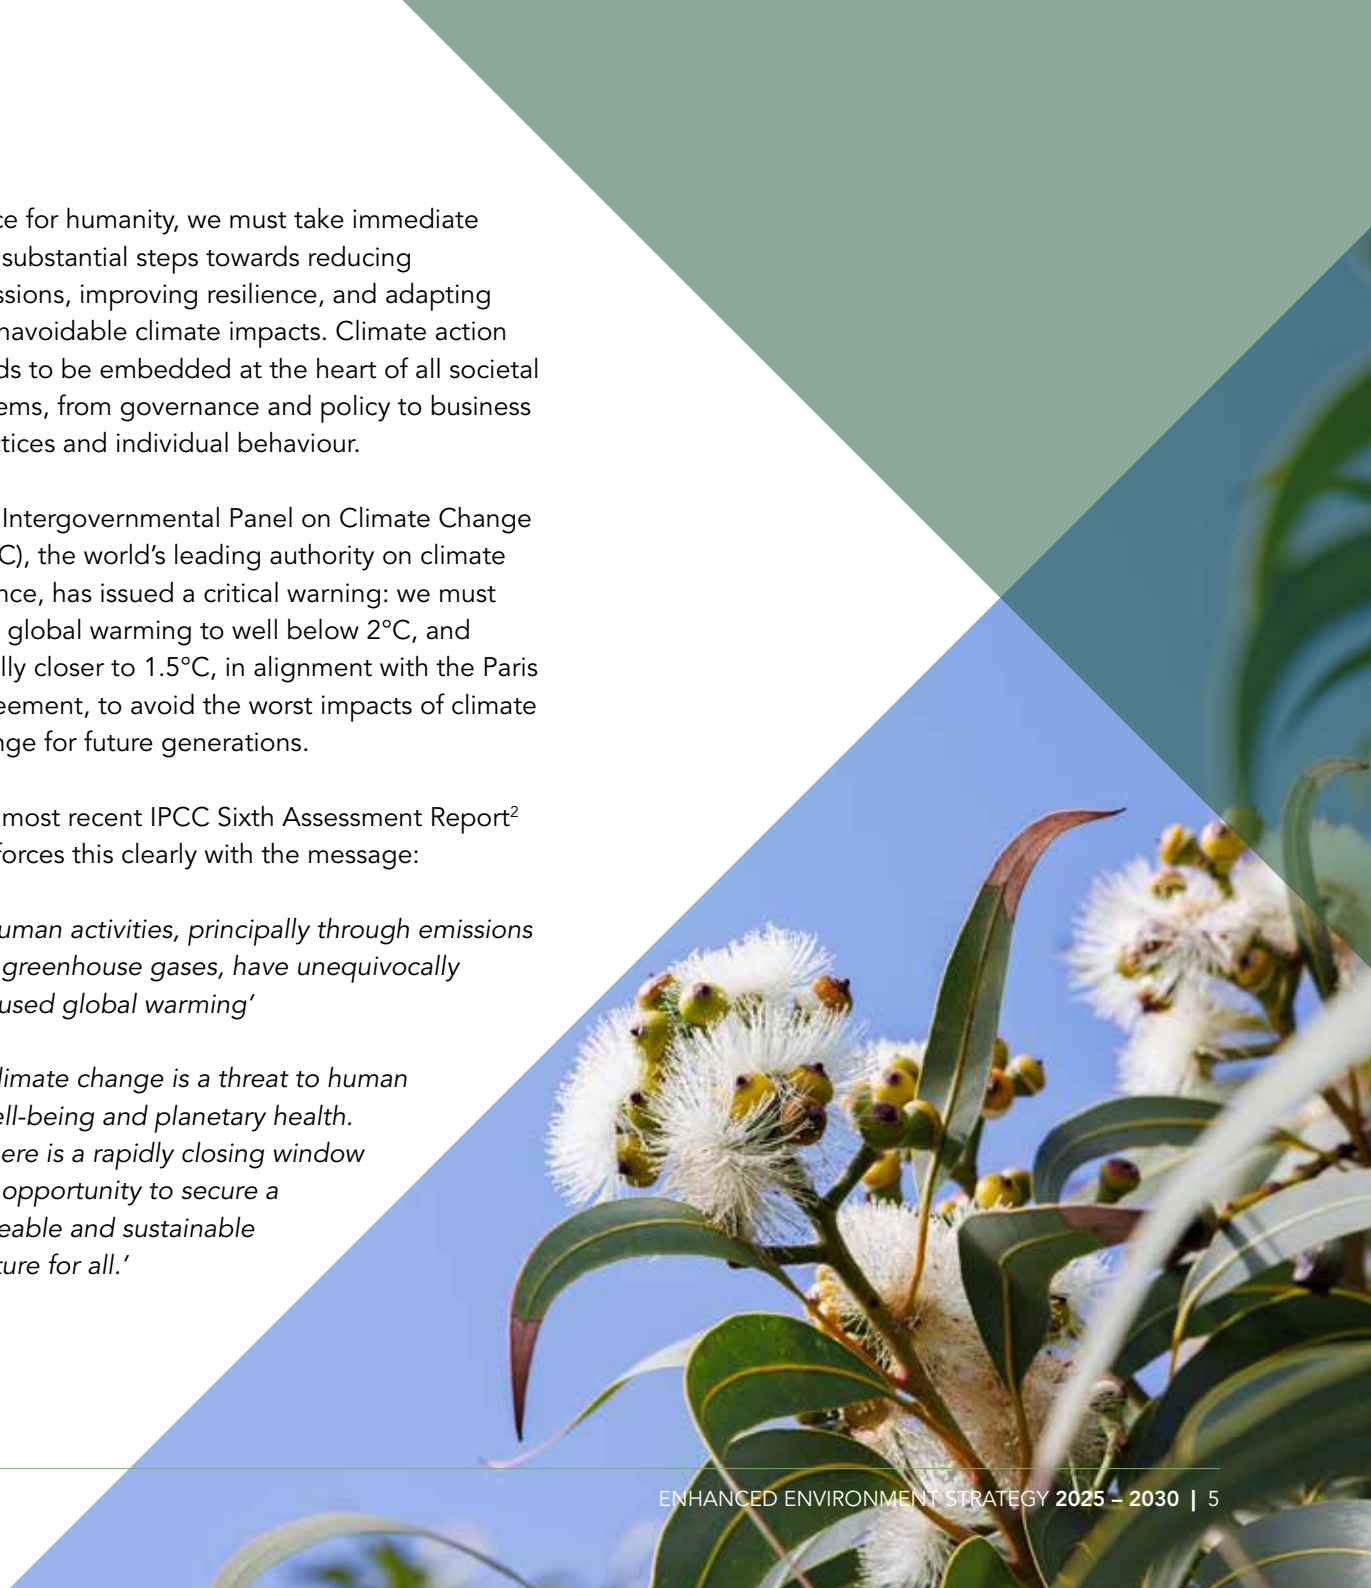 ce for humanity, we must take immediate
substantial steps towards reducing
ssions, improving resilience, and adapting
navoidable climate impacts. Climate action
ds to be embedded at the heart of all societal
ems, from governance and policy to business
ctices and individual behaviour.
Intergovernmental Panel on Climate Change
C), the world’s leading authority on climate
nce, has issued a critical warning: we must
global warming to well below 2°C, and
lly closer to 1.5°C, in alignment with the Paris
eement, to avoid the worst impacts of climate
nge for future generations.
most recent IPCC Sixth Assessment Report²
forces this clearly with the message:
uman activities, principally through emissions
greenhouse gases, have unequivocally
used global warming’
limate change is a threat to human
ell-being and planetary health.
ere is a rapidly closing window
opportunity to secure a
eable and sustainable
ture for all.’
ENHANCED ENVIRONMENT STRATEGY 2025 – 2030 | 5